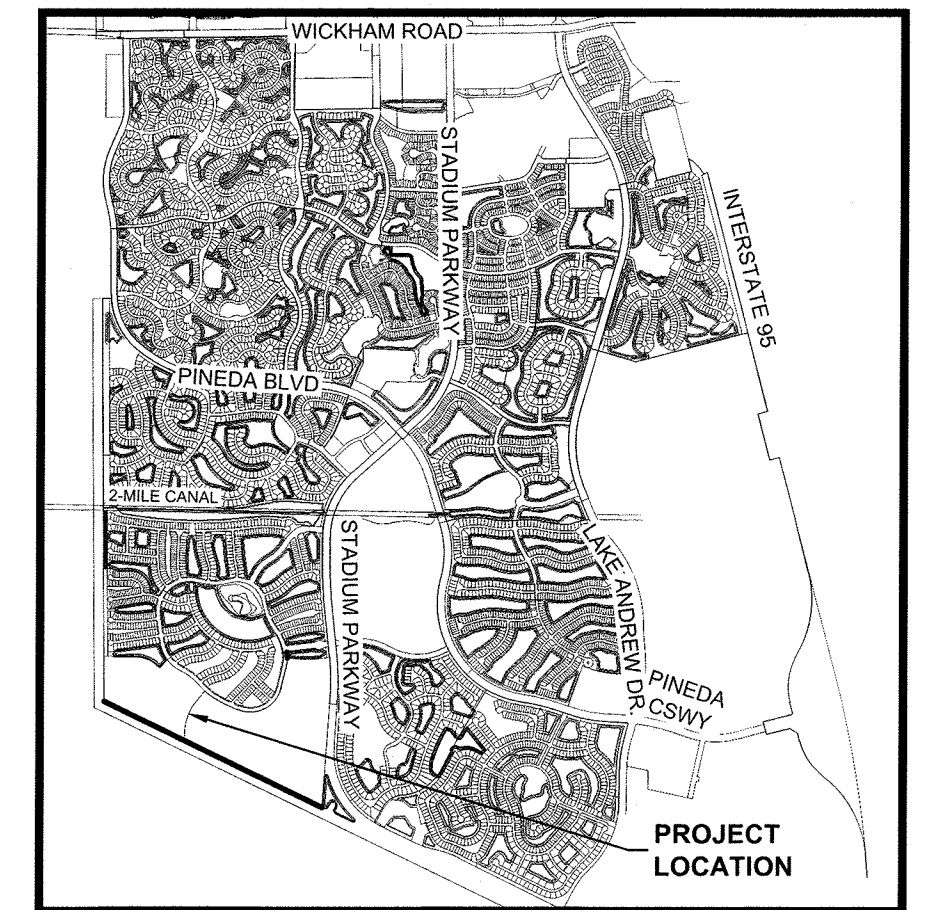 WICKHAM ROAD
STADIUM PARKWAY
INTERSTATE 95
PINEDA BLVD
2-MILE CANAL
STADIUM PARKWAY
LAKE ANDREW DR.
PINEDA
CSWY
PROJECT
LOCATION